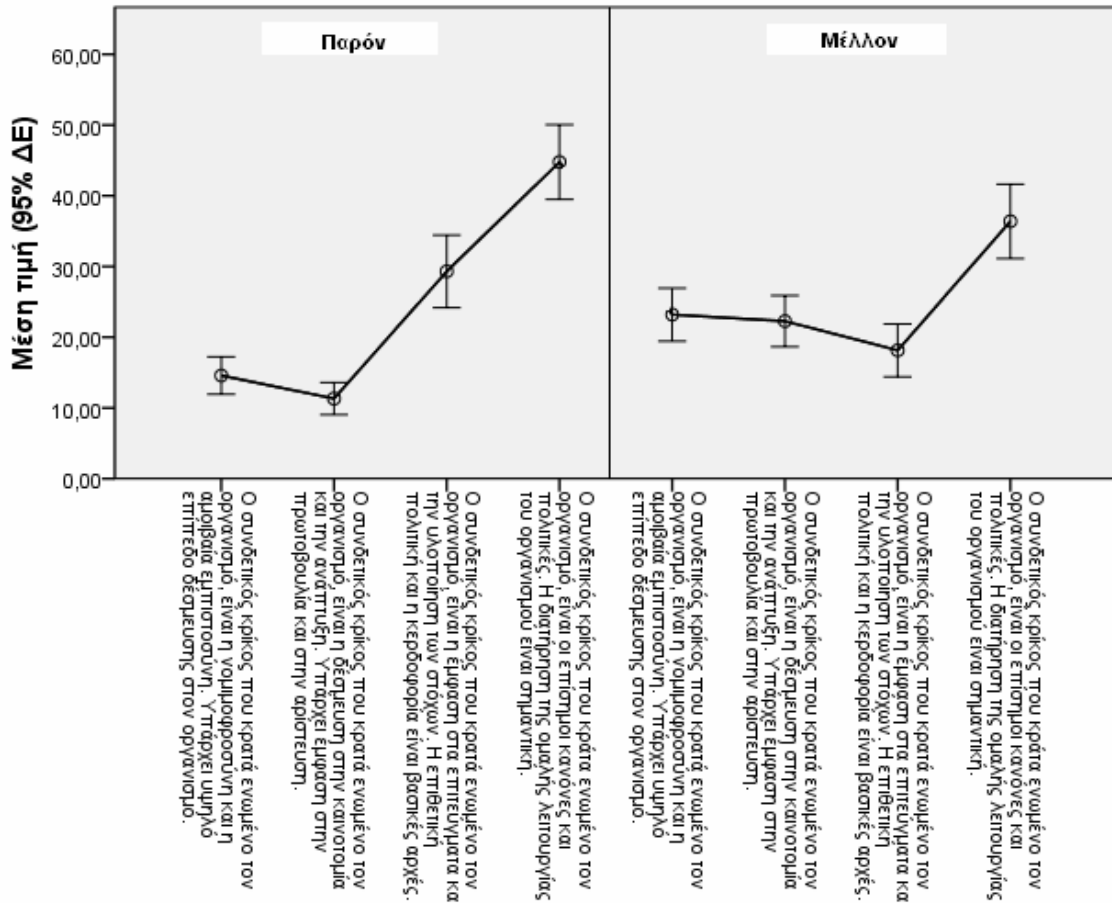 Παρόν
Μέλλον
Μέση τιμή (95% ΔΕ)
60,00
50,00
40,00
30,00
20,00
10,00
0,00
Ο συνδετικός κρίκος που κρατά ενωμένο τον
οργανισμό, είναι η νομιμοφροσύνη και η
αμοιβαία εμπιστοσύνη. Υπάρχει υψηλό
επίπεδο δέσμευσης στον οργανισμό.
Ο συνδετικός κρίκος που κρατά ενωμένο τον
οργανισμό, είναι η δέσμευση στην καινοτομία
και την ανάπτυξη. Υπάρχει έμφαση στην
πρωτοβουλία και στην αρίστευση.
Ο συνδετικός κρίκος που κρατά ενωμένο τον
οργανισμό, είναι η έμφαση στα επιτεύγματα κα
την υλοποίηση των στόχων. Η επιθετική
πολιτική και η κερδοφορία είναι βασικές αρχές.
Ο συνδετικός κρίκος που κρατά ενωμένο τον
οργανισμό, είναι οι επίσημοι κανόνες και
πολιτικές. Η διατήρηση της ομαλής λειτουργίας
του οργανισμού είναι σημαντική.
Ο συνδετικός κρίκος που κρατά ενωμένο τον
οργανισμό, είναι η νομιμοφροσύνη και η
αμοιβαία εμπιστοσύνη. Υπάρχει υψηλό
επίπεδο δέσμευσης στον οργανισμό.
Ο συνδετικός κρίκος που κρατά ενωμένο τον
οργανισμό, είναι η δέσμευση στην καινοτομία
και την ανάπτυξη. Υπάρχει έμφαση στην
πρωτοβουλία και στην αρίστευση.
Ο συνδετικός κρίκος που κρατά ενωμένο τον
οργανισμό, είναι η έμφαση στα επιτεύγματα κα
την υλοποίηση των στόχων. Η επιθετική
πολιτική και η κερδοφορία είναι βασικές αρχές.
Ο συνδετικός κρίκος που κρατά ενωμένο τον
οργανισμό, είναι οι επίσημοι κανόνες και
πολιτικές. Η διατήρηση της ομαλής λειτουργίας
του οργανισμού είναι σημαντική.